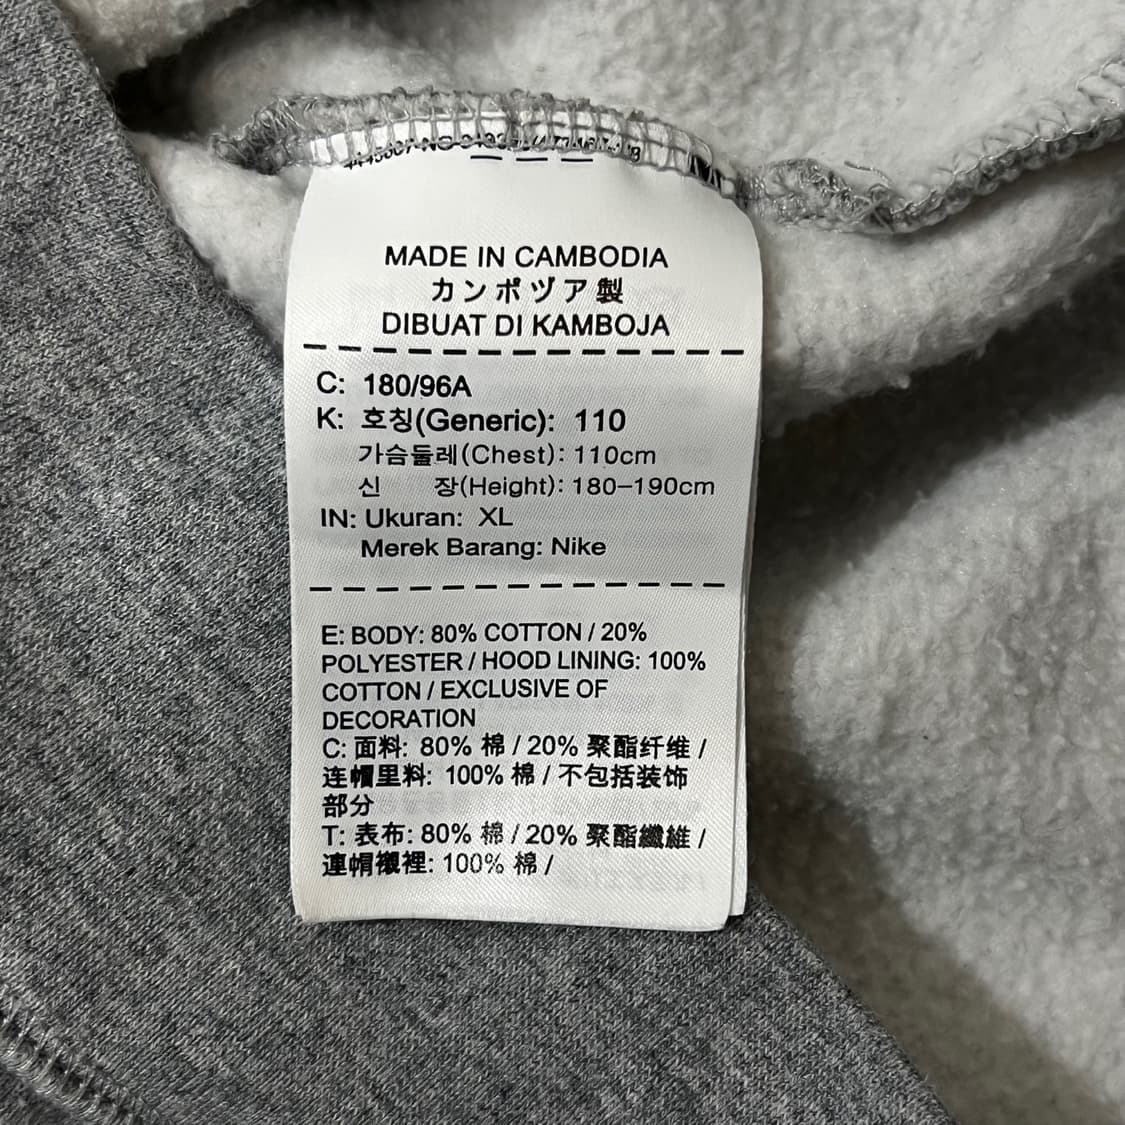 MADE IN CAMBODIA
カンボヅア製
DIBUAT DI KAMBOJA
C: 180/96A
K: 호칭(Generic): 110
가슴둘레(Chest): 110cm
신 장(Height): 180-190cm
IN: Ukuran: XL
Merek Barang: Nike
E: BODY: 80% COTTON / 20%
POLYESTER / HOOD LINING: 100%
COTTON / EXCLUSIVE OF
DECORATION
C: 面料: 80% 棉 / 20% 聚酯纤维 /
连帽里料: 100% 棉 / 不包括装饰
部分
T: 表布: 80% 棉 / 20% 聚酯纖維 /
連帽襯裡: 100% 棉 /